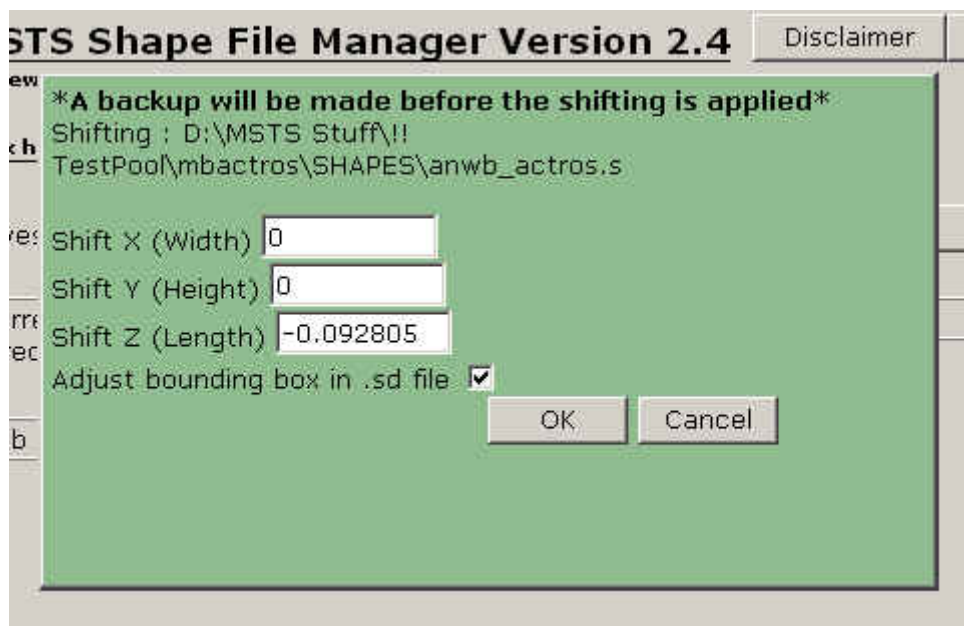 STS Shape File Manager Version 2.4
Disclaimer
ew
*A backup will be made before the shifting is applied*
Shifting : D:\MSTS Stuff\!!
TestPool\mbactros\SHAPES\anwb_actros.s
Shift X (Width) 0
Shift Y (Height) 0
Shift Z (Length) -0.092805
Adjust bounding box in .sd file
OK
Cancel
b